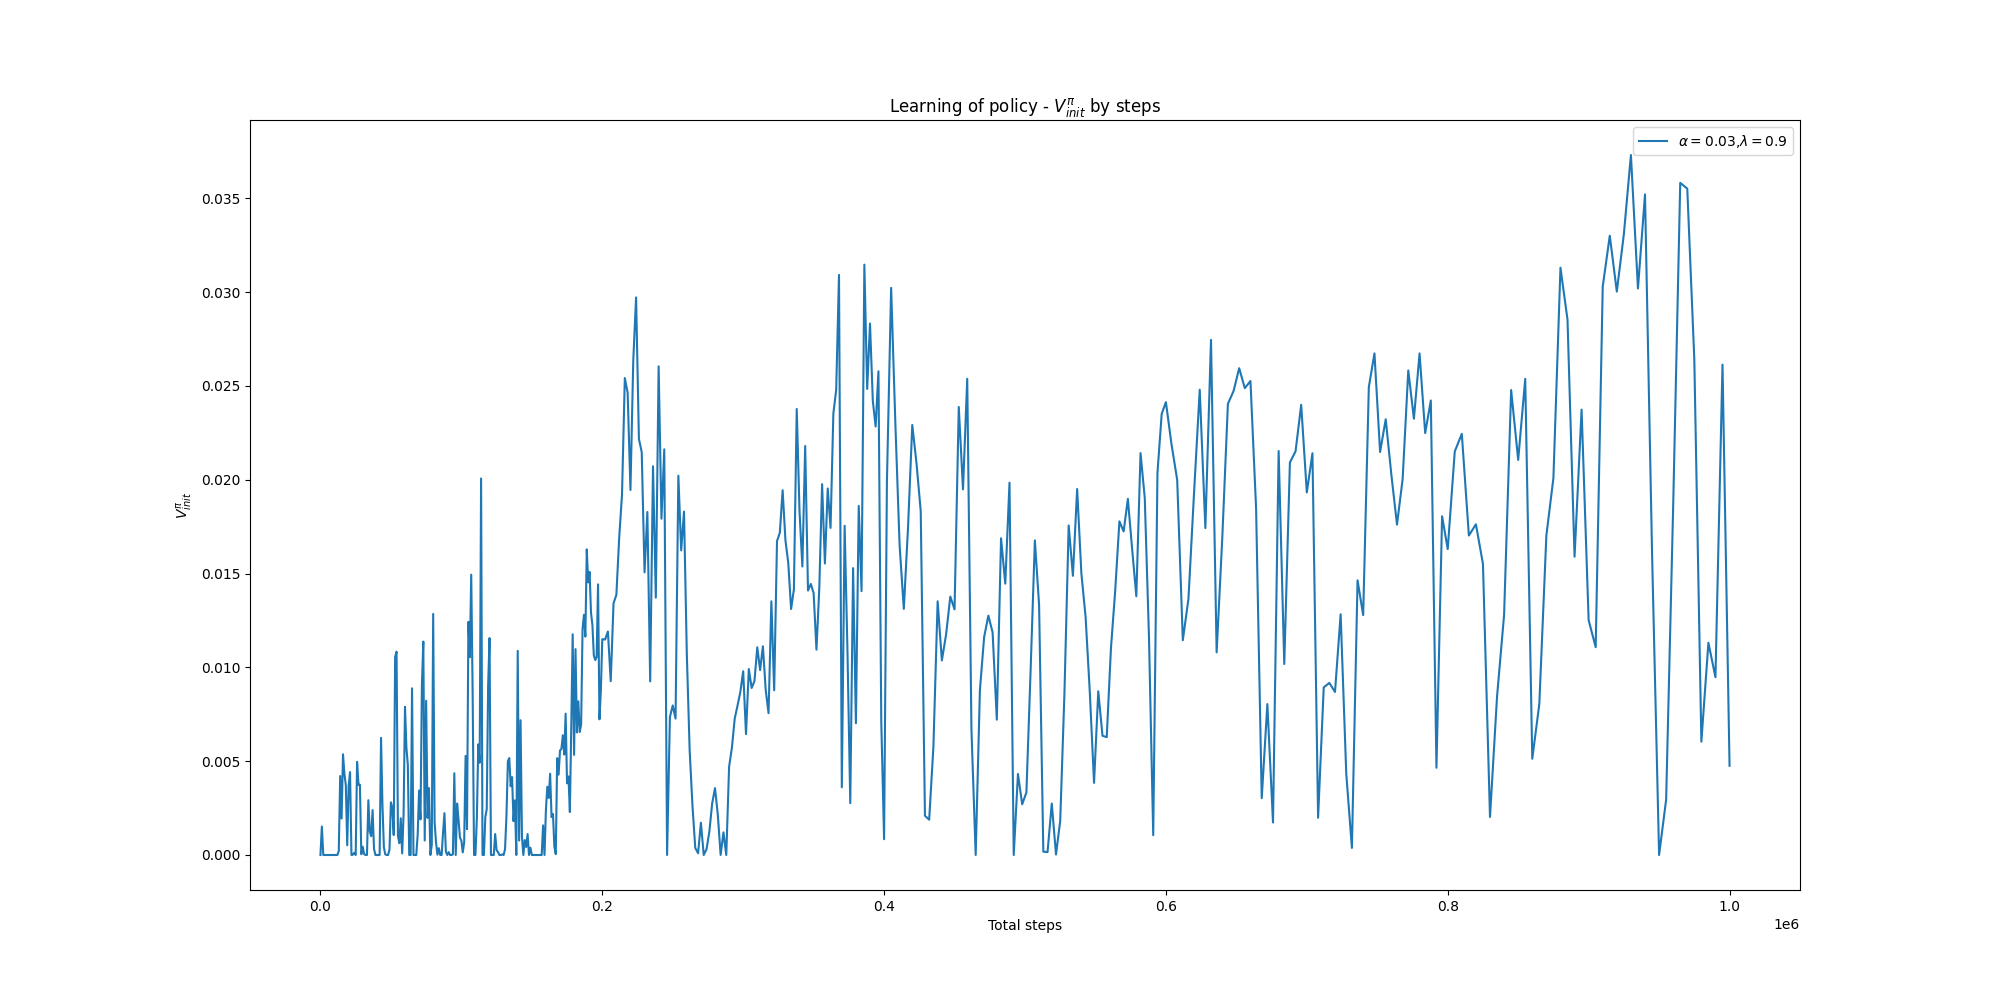 Learning of policy - $V^{\pi}_{init}$ by steps
α = 0.03,λ = 0.9
0.035
0.030
0.025
0.020
$V^{\pi}_{init}$
0.015
0.010
0.005
0.000
0.0 0.2 0.4 0.6 0.8 1.0
Total steps
1e6